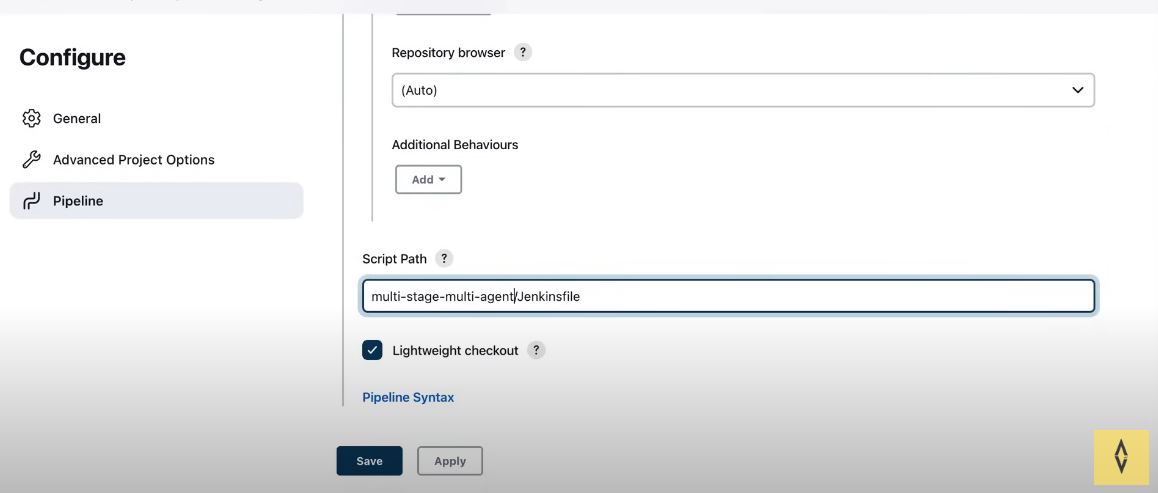 Configure
General
Advanced Project Options
Pipeline
Repository browser ?
(Auto)
Additional Behaviours
Add
Script Path ?
multi-stage-multi-agent/Jenkinsfile
Lightweight checkout ?
Pipeline Syntax
Save
Apply